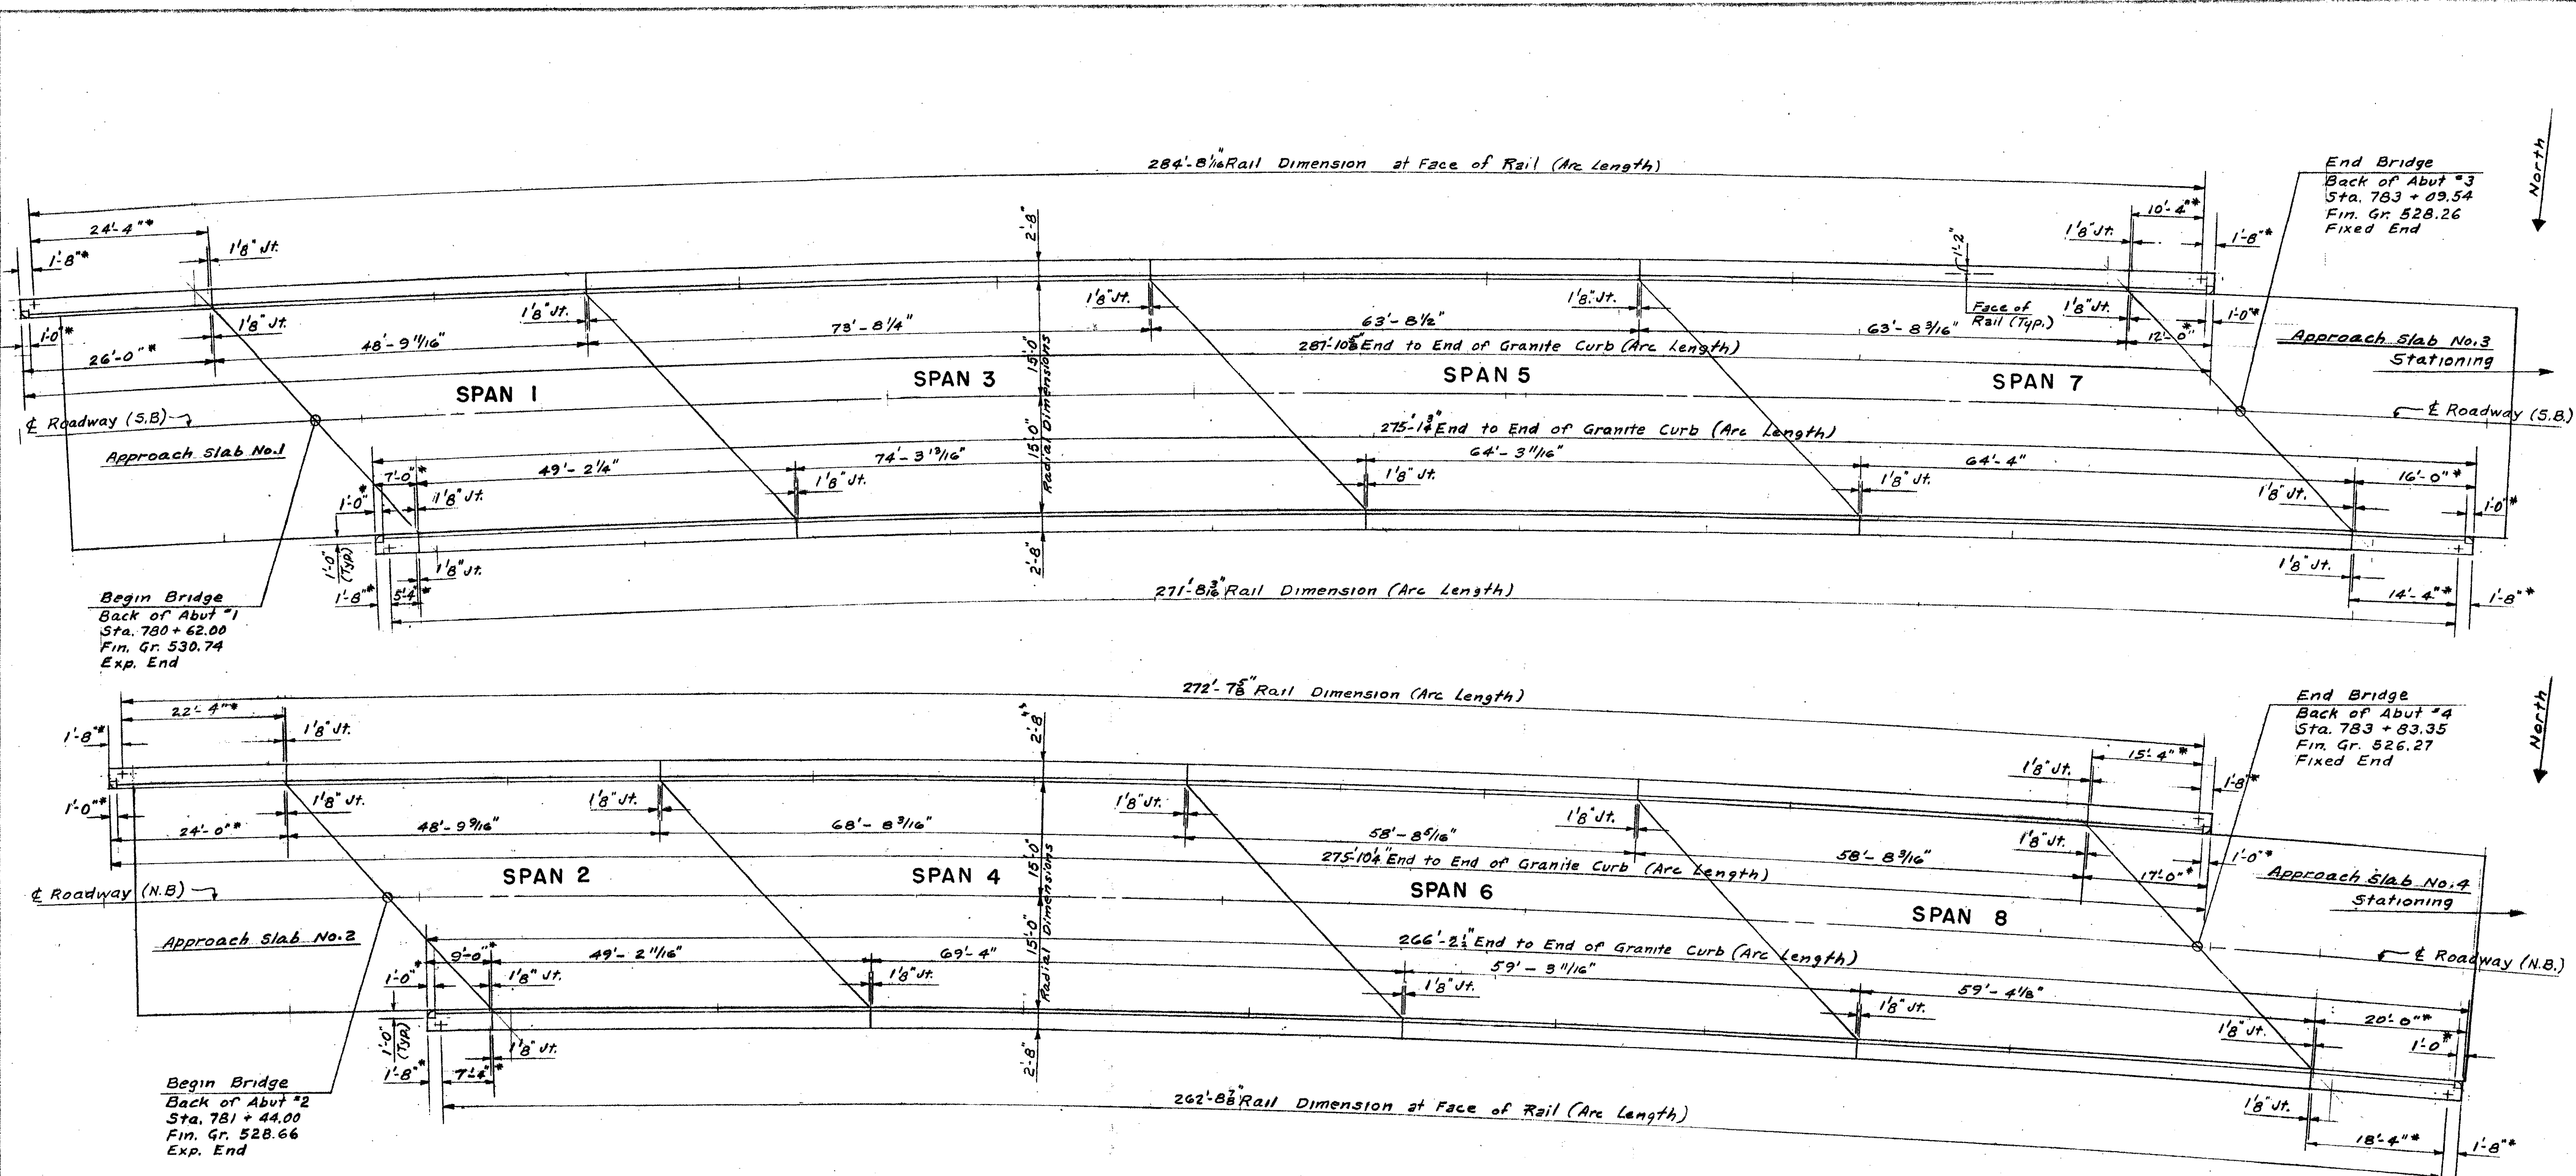 284'-8 1/16" Rail Dimension at Face of Rail (Arc Length)
End Bridge
Back of Abut #3
Sta. 783 + 09.54
Fin. Gr. 528.26
Fixed End
North
24'-4"*
1'-8"*
1/8" Jt.
2'-8"
1'-2"
1/8" Jt.
10'-4"*
1'-8"*
1'-0"*
26'-0"*
1/8" Jt.
48'-9 11/16"
1/8" Jt.
73'-8 1/4"
1/8" Jt.
63'-8 1/2"
1/8" Jt.
63'-8 3/16"
Face of
Rail (Typ.)
1/8" Jt.
12'-0"*
1'-0"*
287'-10 5/8" End to End of Granite Curb (Arc Length)
Approach Slab No.3
Stationing
SPAN 1
SPAN 3
SPAN 5
SPAN 7
15'-0"
15'-0"
Radial Dimensions
℄ Roadway (S.B)
℄ Roadway (S.B.)
Approach Slab No.1
275'-1 3/4" End to End of Granite Curb (Arc Length)
7'-0"*
1'-0"*
1/8" Jt.
49'-2 1/4"
74'-3 13/16"
1/8" Jt.
64'-3 11/16"
1/8" Jt.
64'-4"
1/8" Jt.
1/8" Jt.
16'-0"*
1'-0"*
1'-0"
(Typ.)
1/8" Jt.
1'-8"*
5'-4"*
2'-8"
1/8" Jt.
14'-4"*
1'-8"*
271'-8 3/16" Rail Dimension (Arc Length)
Begin Bridge
Back of Abut #1
Sta. 780 + 62.00
Fin. Gr. 530.74
Exp. End
272'-7 5/8" Rail Dimension (Arc Length)
End Bridge
Back of Abut #4
Sta. 783 + 83.35
Fin. Gr. 526.27
Fixed End
North
22'-4"*
1'-8"*
1/8" Jt.
2'-8"
1/8" Jt.
15'-4"*
1'-8"*
1'-0"*
24'-0"*
1/8" Jt.
48'-9 9/16"
1/8" Jt.
68'-8 3/16"
1/8" Jt.
58'-8 5/16"
1/8" Jt.
58'-8 3/16"
1/8" Jt.
17'-0"*
1'-0"*
275'-10 1/4" End to End of Granite Curb (Arc Length)
Approach Slab No.4
Stationing
SPAN 2
SPAN 4
SPAN 6
SPAN 8
15'-0"
15'-0"
Radial Dimensions
℄ Roadway (N.B)
℄ Roadway (N.B.)
Approach Slab No.2
266'-2 1/2" End to End of Granite Curb (Arc Length)
9'-0"*
1'-0"*
1/8" Jt.
49'-2 11/16"
69'-4"
1/8" Jt.
59'-3 11/16"
1/8" Jt.
59'-4 1/8"
1/8" Jt.
1/8" Jt.
20'-0"*
1'-0"*
1'-0"
(Typ.)
1/8" Jt.
1'-8"*
7'-4"*
2'-8"
1/8" Jt.
18'-4"*
1'-8"*
262'-8 7/8" Rail Dimension at Face of Rail (Arc Length)
Begin Bridge
Back of Abut #2
Sta. 781 + 44.00
Fin. Gr. 528.66
Exp. End